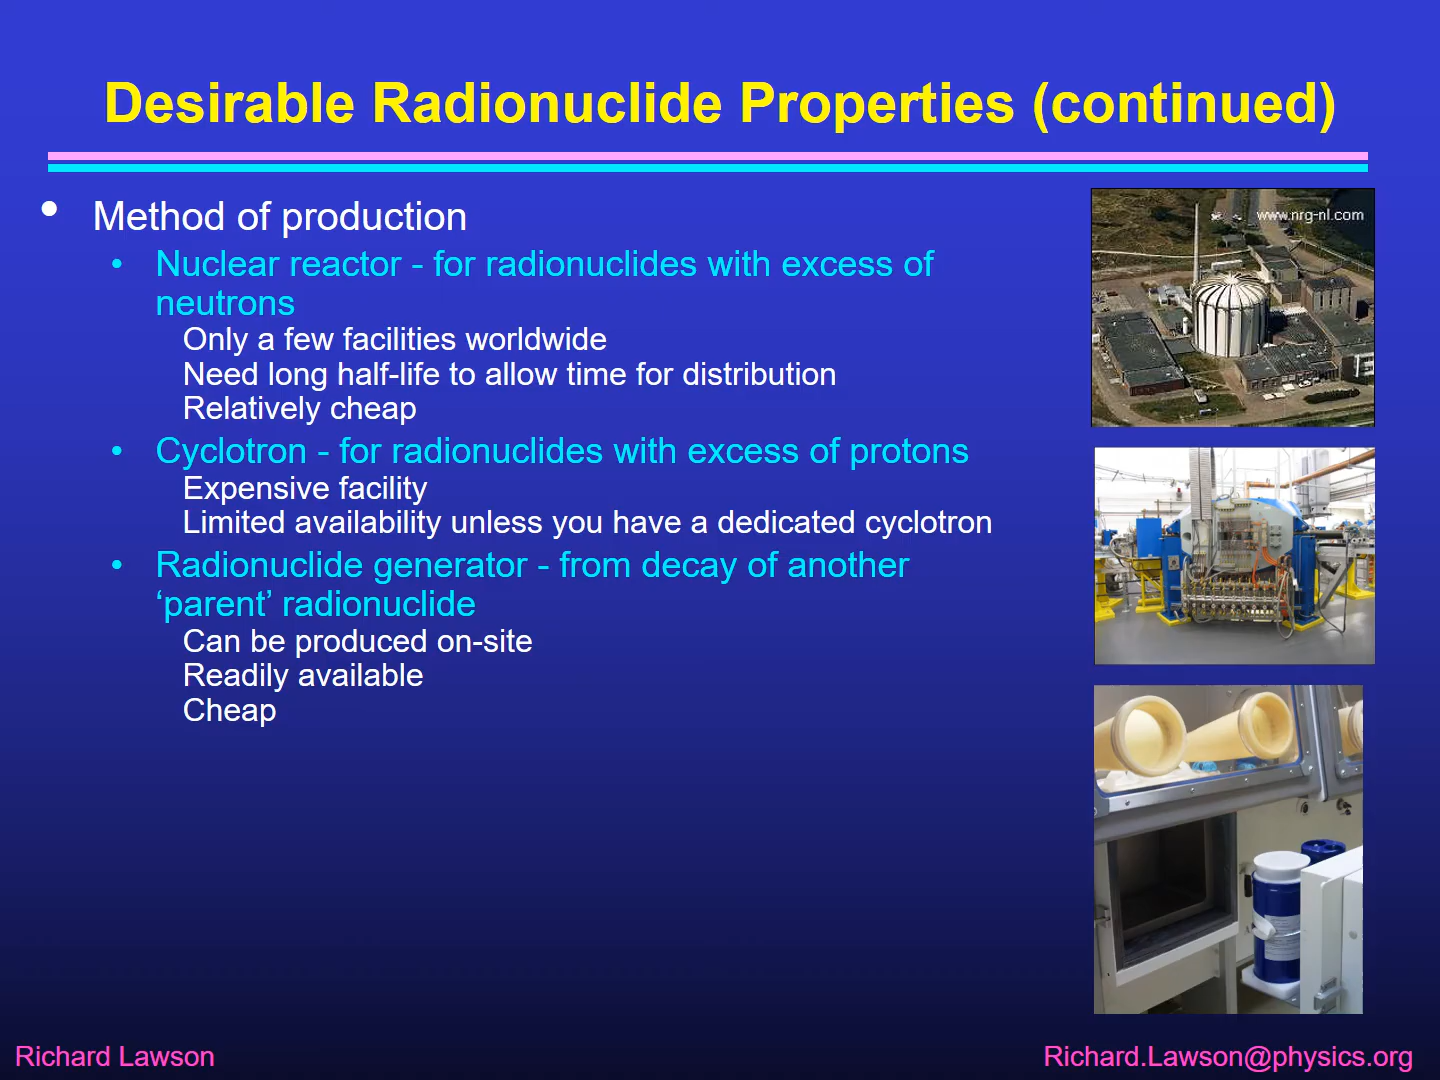 Desirable Radionuclide Properties (continued)
• Method of production
• Nuclear reactor - for radionuclides with excess of
neutrons
Only a few facilities worldwide
Need long half-life to allow time for distribution
Relatively cheap
• Cyclotron - for radionuclides with excess of protons
Expensive facility
Limited availability unless you have a dedicated cyclotron
• Radionuclide generator - from decay of another
‘parent’ radionuclide
Can be produced on-site
Readily available
Cheap
www.nrg-nl.com
Richard Lawson
Richard.Lawson@physics.org